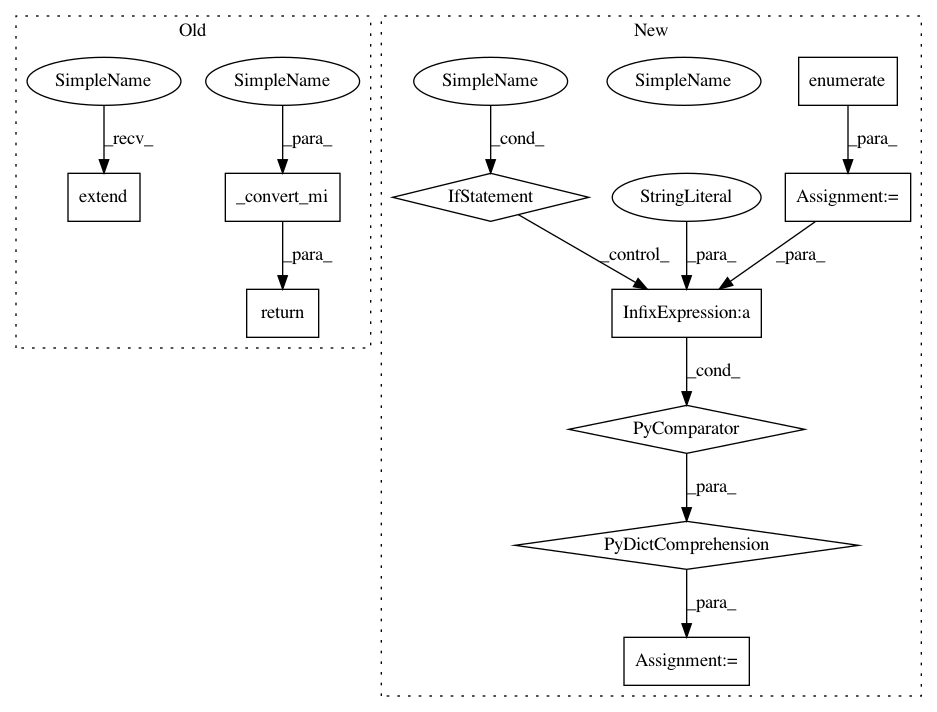 Old
New
SimpleName
SimpleName
SimpleName
SimpleName
enumerate
_recv_
_para_
_cond_
_para_
extend
_convert_mi
IfStatement
StringLiteral
Assignment:=
_para_
_control_
_para_
_para_
return
InfixExpression:a
_cond_
PyComparator
_para_
PyDictComprehension
_para_
Assignment:=